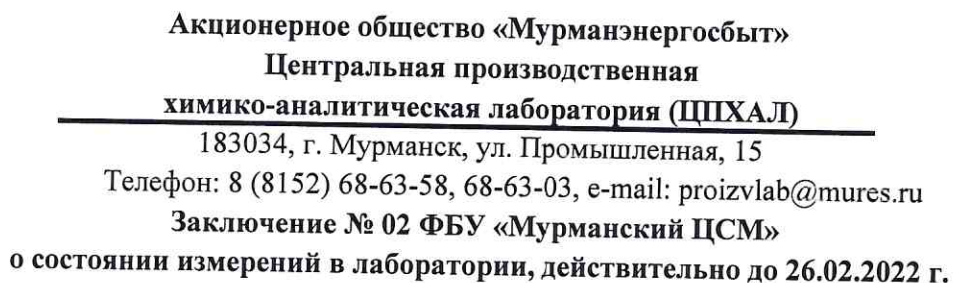 Акционерное общество «Мурманэнергосбыт»
Центральная производственная
химико-аналитическая лаборатория (ЦПХАЛ)
183034, г. Мурманск, ул. Промышленная, 15
Телефон: 8 (8152) 68-63-58, 68-63-03, e-mail: proizvlab@mures.ru
Заключение № 02 ФБУ «Мурманский ЦСМ»
о состоянии измерений в лаборатории, действительно до 26.02.2022 г.